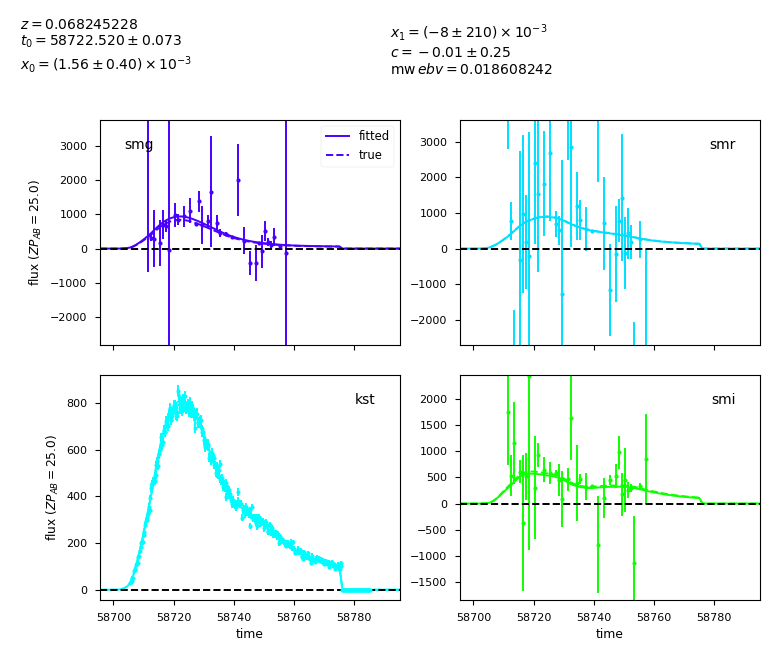 z = 0.068245228
t₀ = 58722.520 ± 0.073
x₀ = (1.56 ± 0.40) × 10⁻³
x₁ = (−8 ± 210) × 10⁻³
c = −0.01 ± 0.25
mw ebv = 0.018608242
smg
fitted
true
3000
2000
1000
0
−1000
−2000
flux (ZP_AB = 25.0)
smr
3000
2000
1000
0
−1000
−2000
kst
800
600
400
200
0
flux (ZP_AB = 25.0)
58700 58720 58740 58760 58780
time
smi
2000
1500
1000
500
0
−500
−1000
−1500
58700 58720 58740 58760 58780
time